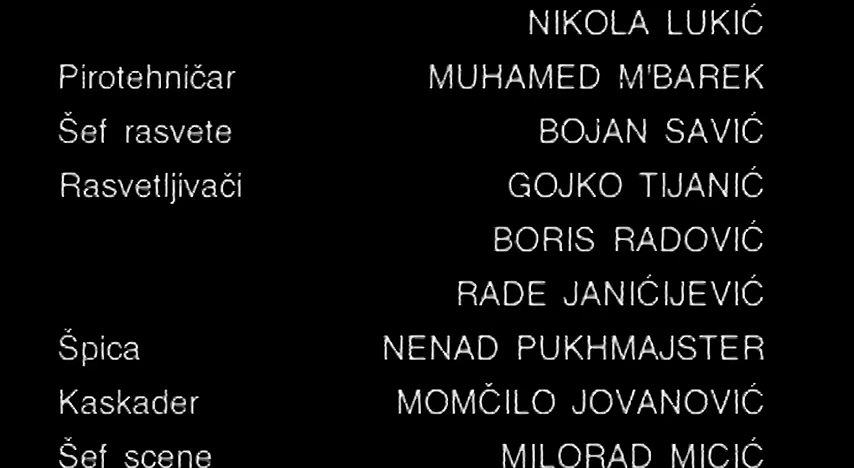 NIKOLA LUKIĆ
Pirotehničar MUHAMED M'BAREK
Šef rasvete BOJAN SAVIĆ
Rasvetljivači GOJKO TIJANIĆ
BORIS RADOVIĆ
RADE JANIĆIJEVIĆ
Špica NENAD PUKHMAJSTER
Kaskader MOMČILO JOVANOVIĆ
Šef scene MILORAD MICIĆ